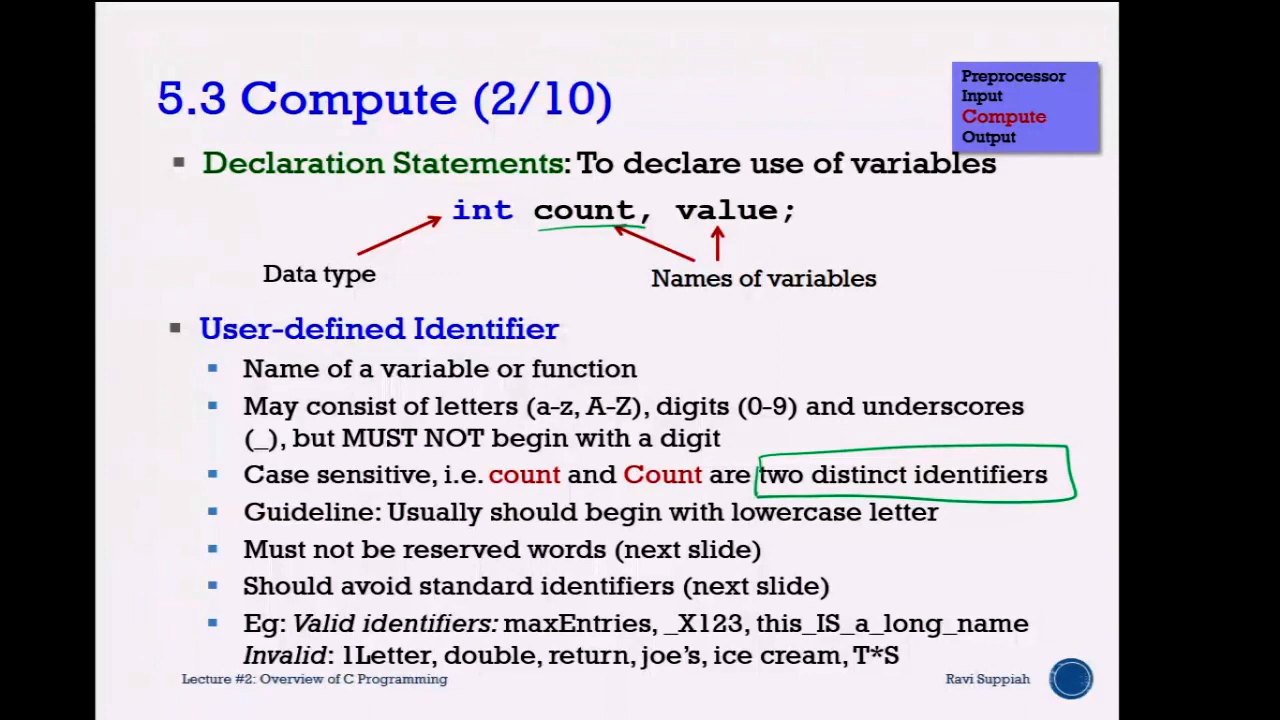 5.3 Compute (2/10)
Preprocessor
Input
Compute
Output
▪ Declaration Statements: To declare use of variables
int count, value;
Data type
Names of variables
▪ User-defined Identifier
▪ Name of a variable or function
▪ May consist of letters (a-z, A-Z), digits (0-9) and underscores
(_), but MUST NOT begin with a digit
▪ Case sensitive, i.e. count and Count are two distinct identifiers
▪ Guideline: Usually should begin with lowercase letter
▪ Must not be reserved words (next slide)
▪ Should avoid standard identifiers (next slide)
▪ Eg: Valid identifiers: maxEntries, _X123, this_IS_a_long_name
Invalid: 1Letter, double, return, joe’s, ice cream, T*S
Lecture #2: Overview of C Programming
Ravi Suppiah